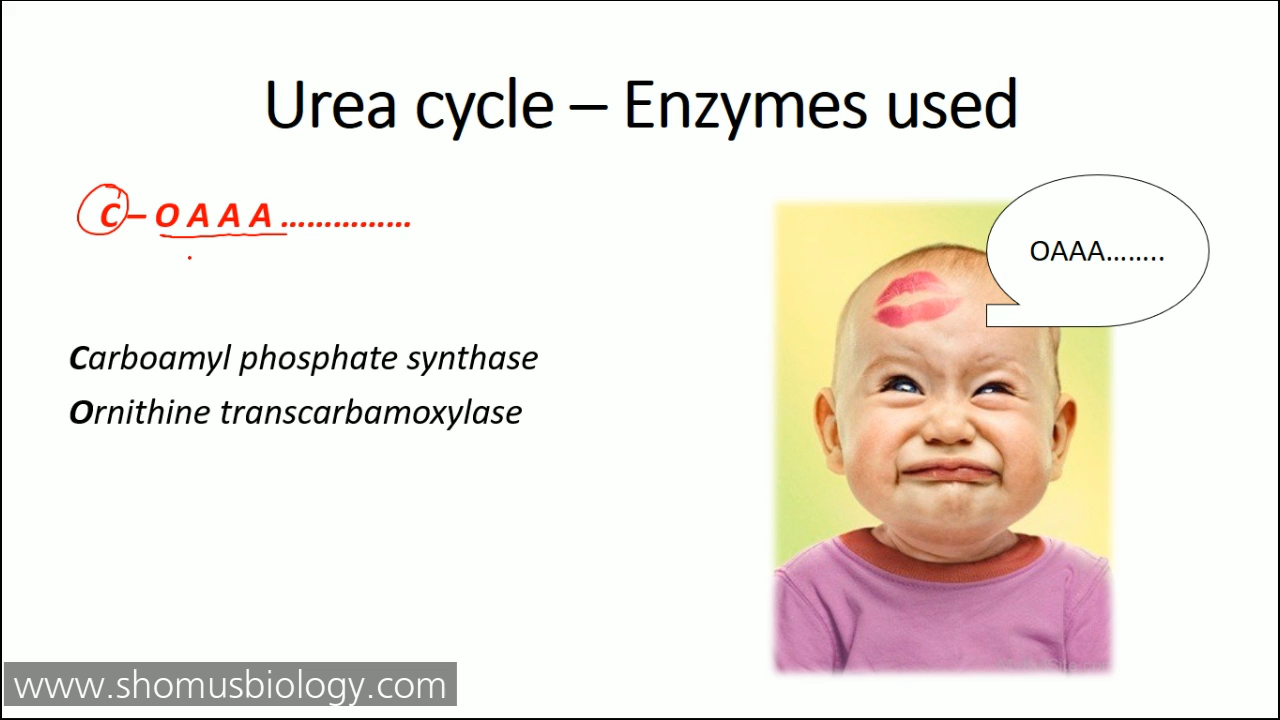 Urea cycle – Enzymes used
C – O A A A ...............
OAAA........
Carboamyl phosphate synthase
Ornithine transcarbamoxylase
www.shomusbiology.com